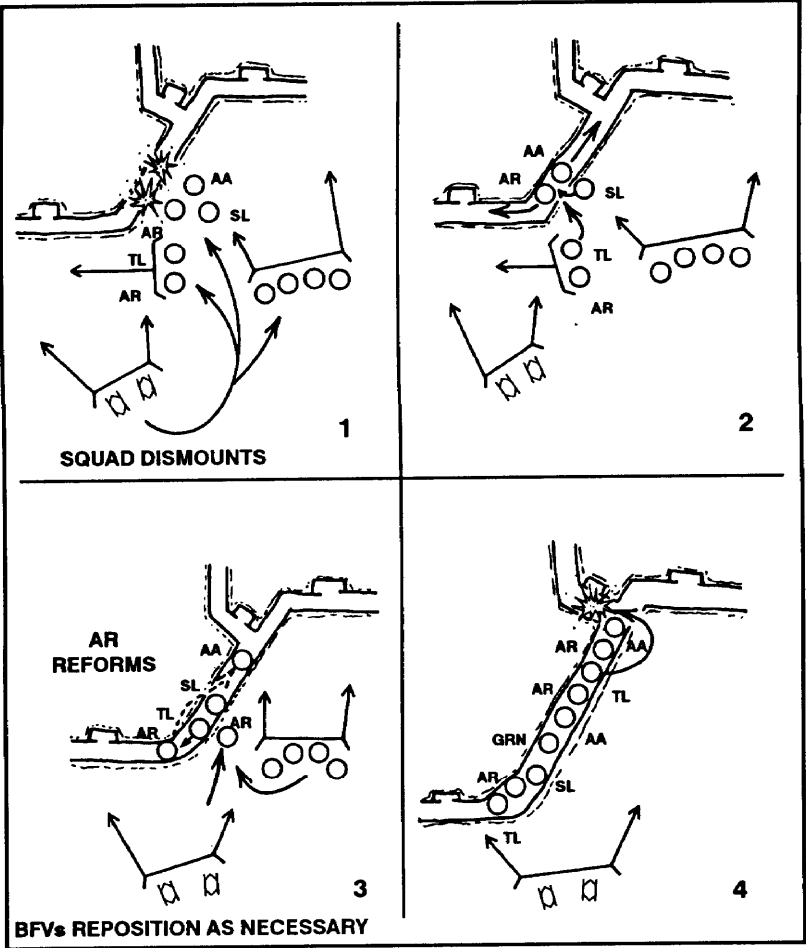 AA
SL
AR
TL
AR
1
SQUAD DISMOUNTS
AA
AR
SL
TL
AR
2
AR
REFORMS
AA
SL
TL
AR
AR
3
BFVs REPOSITION AS NECESSARY
AR
AA
AR
TL
GRN
AA
AR
SL
TL
4